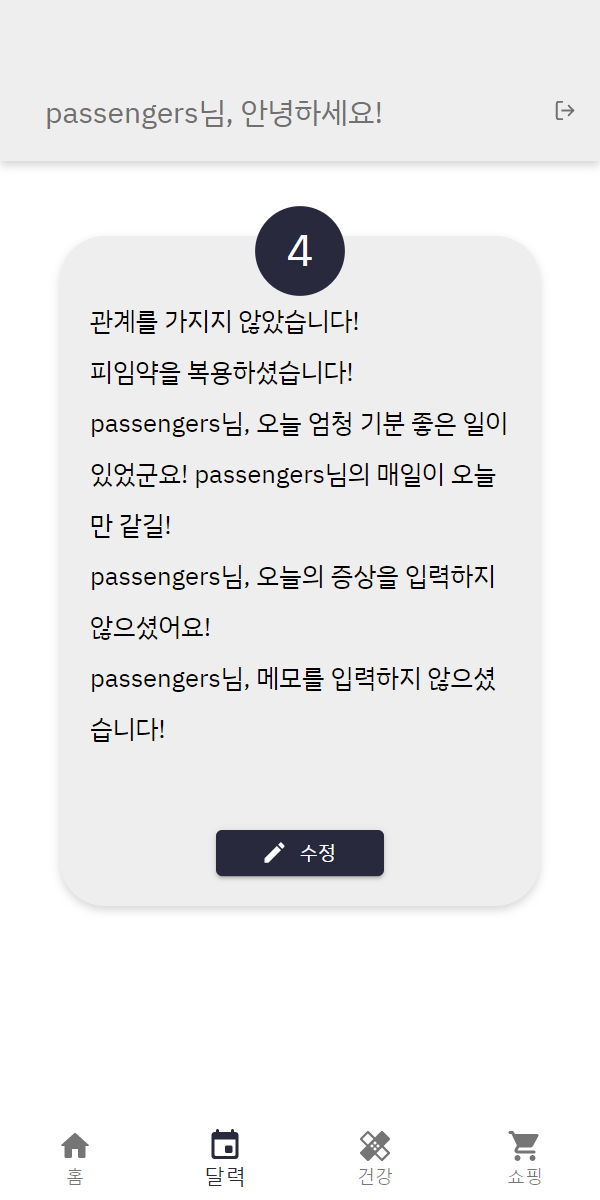 passengers님, 안녕하세요!
4
관계를 가지지 않았습니다!
피임약을 복용하셨습니다!
passengers님, 오늘 엄청 기분 좋은 일이
있었군요! passengers님의 매일이 오늘
만 같길!
passengers님, 오늘의 증상을 입력하지
않으셨어요!
passengers님, 메모를 입력하지 않으셨
습니다!
수정
홈 달력 건강 쇼핑